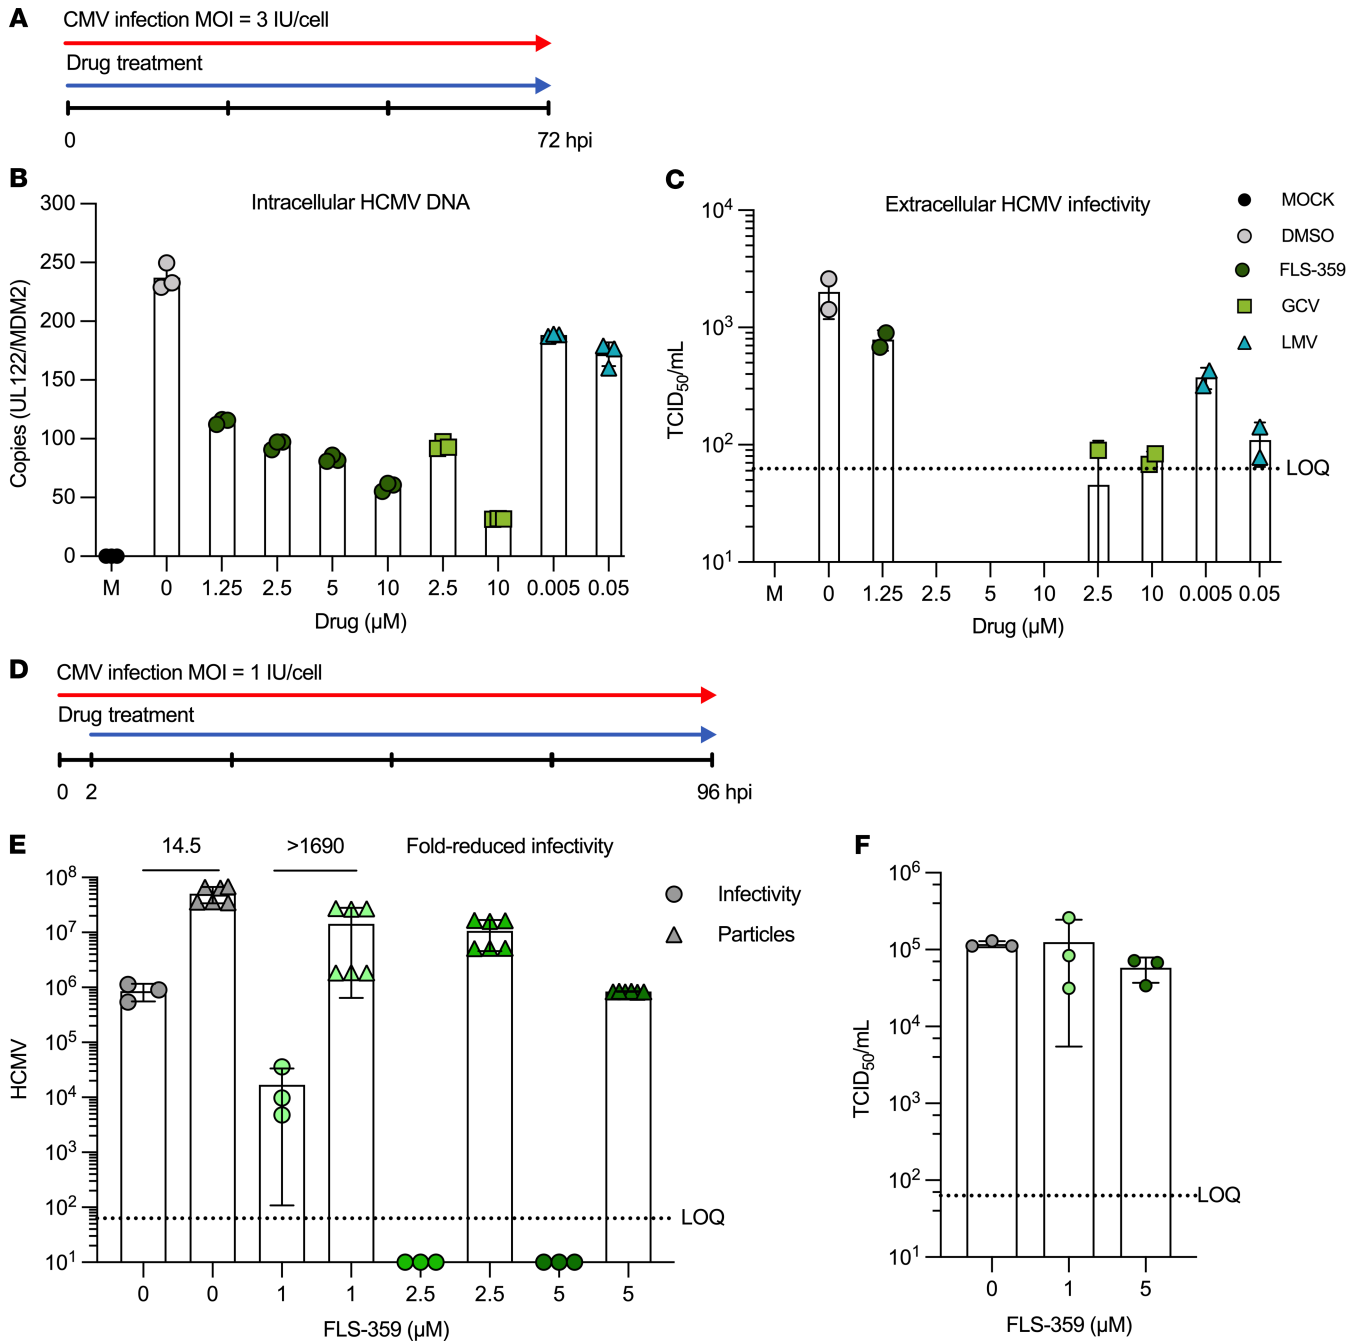 A
CMV infection MOI = 3 IU/cell
Drug treatment
0 72 hpi
B
Intracellular HCMV DNA
Copies (UL122/MDM2)
300
250
200
150
100
50
0
M 0 1.25 2.5 5 10 2.5 10 0.005 0.05
Drug (µM)
C
Extracellular HCMV infectivity
TCID50/mL
10^4
10^3
10^2
10^1
LOQ
M 0 1.25 2.5 5 10 2.5 10 0.005 0.05
Drug (µM)
MOCK
DMSO
FLS-359
GCV
LMV
D
CMV infection MOI = 1 IU/cell
Drug treatment
0 2 96 hpi
E
14.5 >1690 Fold-reduced infectivity
HCMV
10^8
10^7
10^6
10^5
10^4
10^3
10^2
10^1
LOQ
0 0 1 1 2.5 2.5 5 5
FLS-359 (µM)
Infectivity
Particles
F
TCID50/mL
10^6
10^5
10^4
10^3
10^2
10^1
LOQ
0 1 5
FLS-359 (µM)